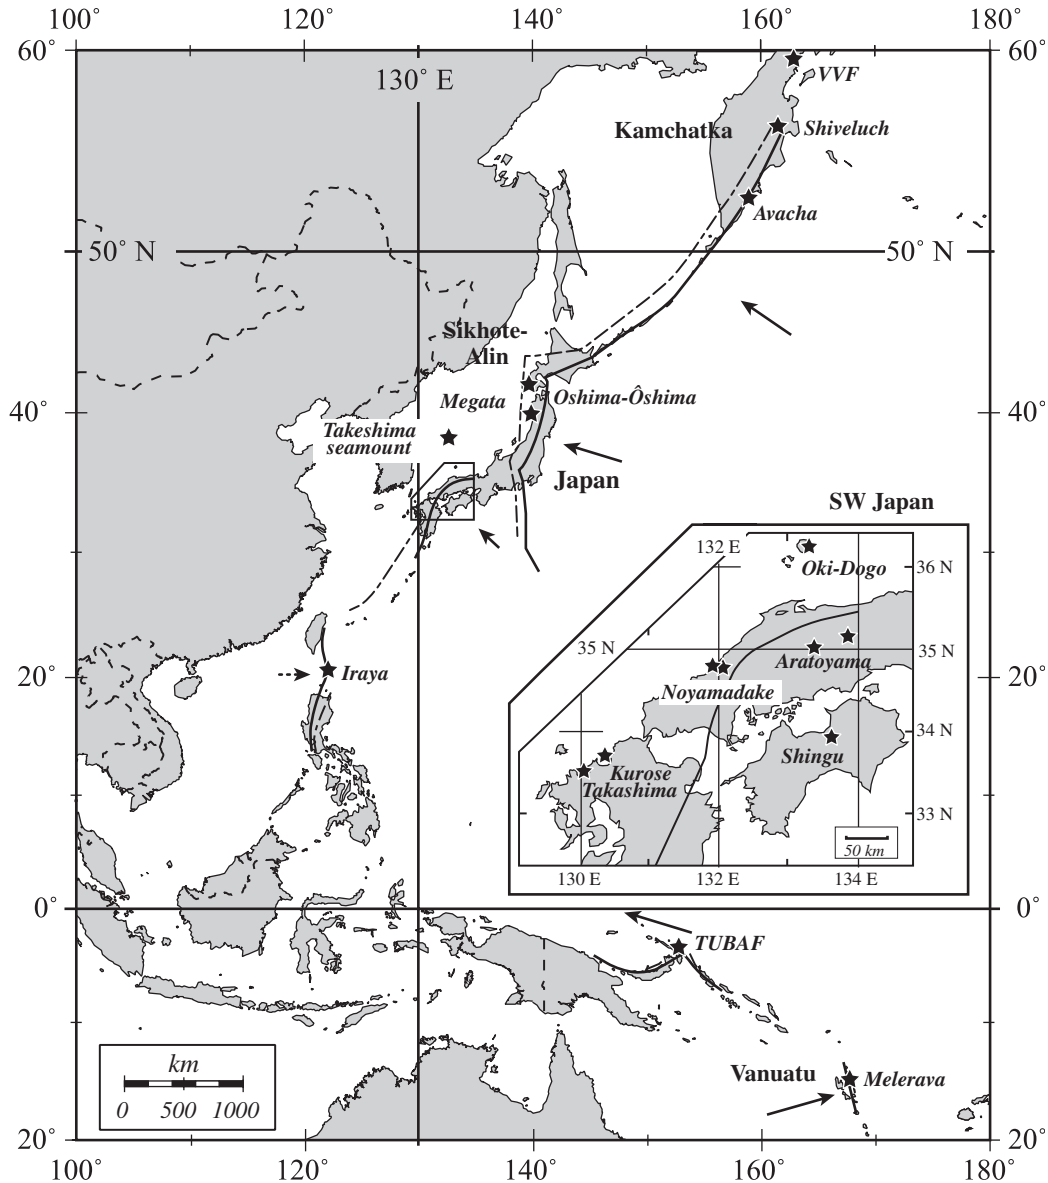 100° 120° 140° 160° 180°
60° 60°
130° E
VVF
Kamchatka
Shiveluch
Avacha
50° N 50° N
Sikhote-
Alin
Oshima-Ôshima
Megata
40° 40°
Takeshima
seamount
Japan
SW Japan
132 E
Oki-Dogo
36 N
35 N
35 N
Aratoyama
Noyamadake
34 N
Shingu
Kurose
Takashima
33 N
50 km
130 E 132 E 134 E
Iraya
20° 20°
0° 0°
TUBAF
Vanuatu
Melerava
km
0 500 1000
20° 20°
100° 120° 140° 160° 180°